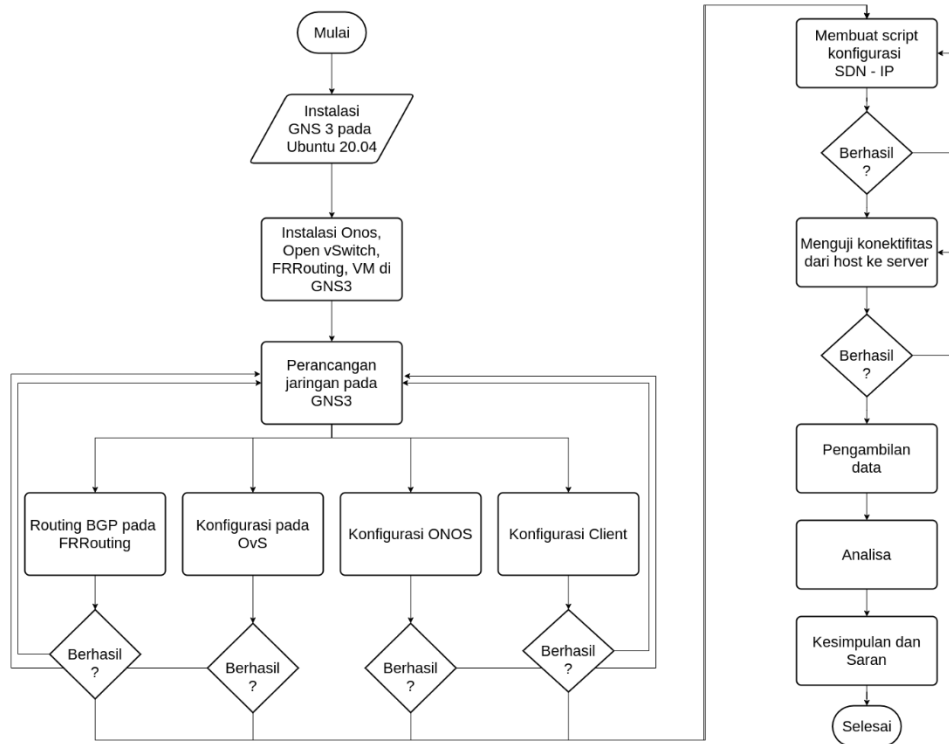 Mulai
Instalasi
GNS 3 pada
Ubuntu 20.04
Instalasi Onos,
Open vSwitch,
FRRouting, VM di
GNS3
Perancangan
jaringan pada
GNS3
Routing BGP pada
FRRouting
Konfigurasi pada
OvS
Konfigurasi ONOS
Konfigurasi Client
Berhasil
?
Berhasil
?
Berhasil
?
Berhasil
?
Membuat script
konfigurasi
SDN - IP
Berhasil
?
Menguji konektifitas
dari host ke server
Berhasil
?
Pengambilan
data
Analisa
Kesimpulan dan
Saran
Selesai